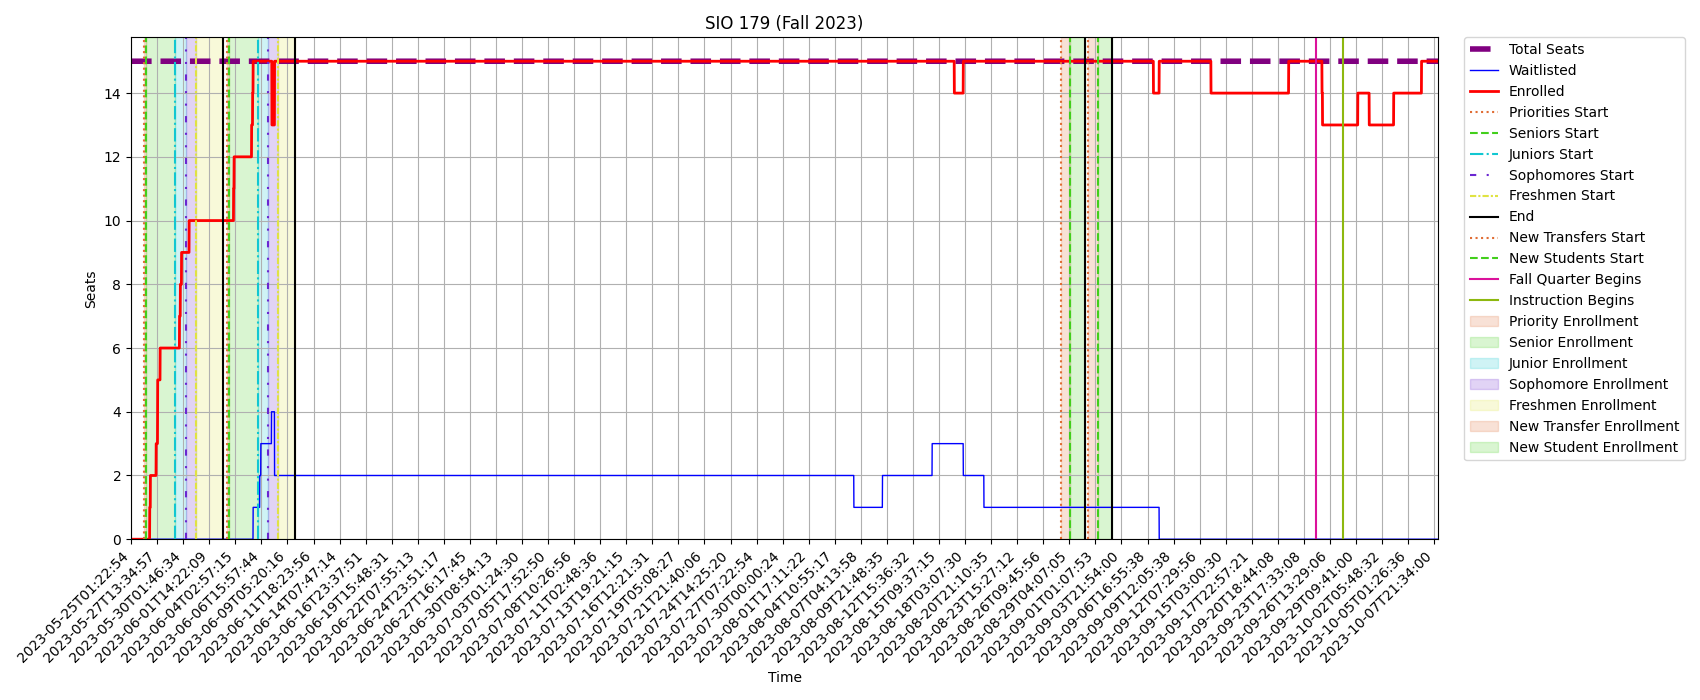 SIO 179 (Fall 2023)
Seats
14
12
10
8
6
4
2
0
2023-05-25T01:22:54
2023-05-27T13:34:57
2023-05-30T01:46:34
2023-06-01T14:22:09
2023-06-04T02:57:15
2023-06-06T15:57:44
2023-06-09T05:20:16
2023-06-11T18:23:56
2023-06-14T07:47:14
2023-06-16T23:37:51
2023-06-19T15:48:31
2023-06-22T07:55:13
2023-06-24T23:51:17
2023-06-27T16:17:45
2023-06-30T08:54:13
2023-07-03T01:24:30
2023-07-05T17:52:50
2023-07-08T10:26:56
2023-07-11T02:48:36
2023-07-13T19:21:15
2023-07-16T12:21:31
2023-07-19T05:08:27
2023-07-21T21:40:06
2023-07-24T14:25:20
2023-07-27T07:22:54
2023-07-30T00:00:24
2023-08-01T17:11:22
2023-08-04T10:55:17
2023-08-07T04:13:58
2023-08-09T21:48:35
2023-08-12T15:36:32
2023-08-15T09:37:15
2023-08-18T03:07:30
2023-08-20T21:10:35
2023-08-23T15:27:12
2023-08-26T09:45:56
2023-08-29T04:07:05
2023-09-01T01:07:53
2023-09-03T21:54:00
2023-09-06T16:55:38
2023-09-09T12:05:38
2023-09-12T07:29:56
2023-09-15T03:00:30
2023-09-17T22:57:21
2023-09-20T18:44:08
2023-09-23T17:33:08
2023-09-26T13:29:06
2023-09-29T09:41:00
2023-10-02T05:48:32
2023-10-05T01:26:36
2023-10-07T21:34:00
Time
Total Seats
Waitlisted
Enrolled
Priorities Start
Seniors Start
Juniors Start
Sophomores Start
Freshmen Start
End
New Transfers Start
New Students Start
Fall Quarter Begins
Instruction Begins
Priority Enrollment
Senior Enrollment
Junior Enrollment
Sophomore Enrollment
Freshmen Enrollment
New Transfer Enrollment
New Student Enrollment